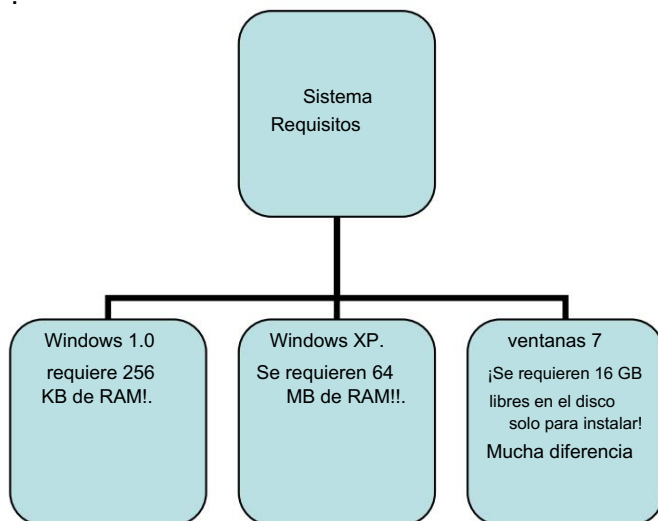 .
Sistema
Requisitos
Windows 1.0
requiere 256
KB de RAM!.
Windows XP.
Se requieren 64
MB de RAM!!.
ventanas 7
¡Se requieren 16 GB
libres en el disco
solo para instalar!
Mucha diferencia